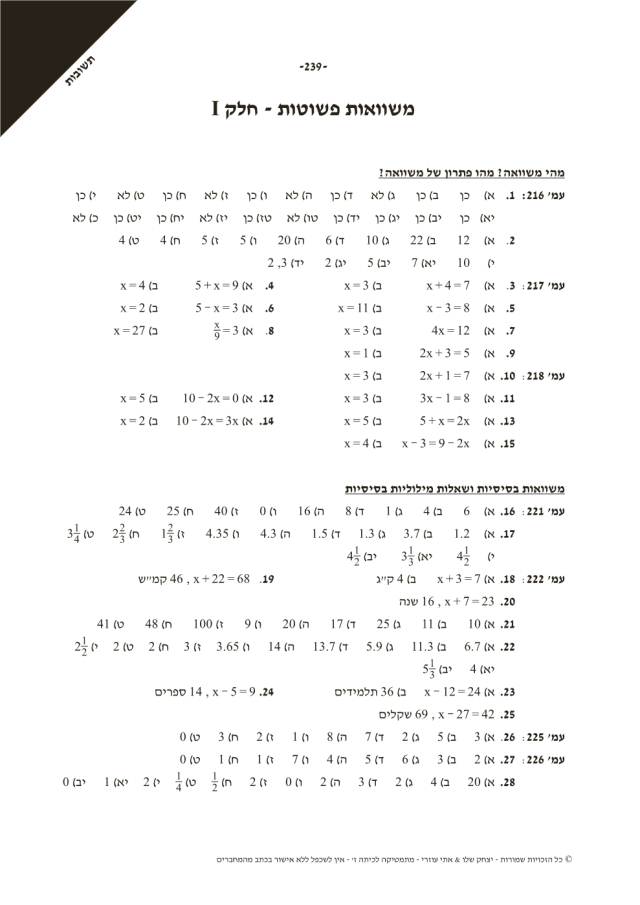 תשובות
-239-
משוואות פשוטות - חלק I
מהי משוואה? מהו פתרון של משוואה?
עמ' 216: 1. א) כן ב) כן ג) לא ד) כן ה) לא ו) כן ז) לא ח) כן ט) לא י) כן
יא) כן יב) כן יג) כן יד) כן טו) לא טז) כן יז) לא יח) כן יט) כן כ) לא
2. א) 12 ב) 22 ג) 10 ד) 6 ה) 20 ו) 5 ז) 5 ח) 4 ט) 4
י) 10 יא) 7 יב) 5 יג) 2 יד) 2, 3
עמ' 217: 3. א) x + 4 = 7 ב) x = 3 4. א) 5 + x = 9 ב) x = 4
5. א) x − 3 = 8 ב) x = 11 6. א) 5 − x = 3 ב) x = 2
7. א) 4x = 12 ב) x = 3 8. א) x/9 = 3 ב) x = 27
9. א) 2x + 3 = 5 ב) x = 1
עמ' 218: 10. א) 2x + 1 = 7 ב) x = 3
11. א) 3x − 1 = 8 ב) x = 3 12. א) 10 − 2x = 0 ב) x = 5
13. א) 5 + x = 2x ב) x = 5 14. א) 10 − 2x = 3x ב) x = 2
15. א) x − 3 = 9 − 2x ב) x = 4
משוואות בסיסיות ושאלות מילוליות בסיסיות
עמ' 221: 16. א) 6 ב) 4 ג) 1 ד) 8 ה) 16 ו) 0 ז) 40 ח) 25 ט) 24
17. א) 1.2 ב) 3.7 ג) 1.3 ד) 1.5 ה) 4.3 ו) 4.35 ז) 1 2/3 ח) 2 2/3 ט) 3 1/4
י) 4 1/2 יא) 3 1/3 יב) 4 1/2
עמ' 222: 18. א) x + 3 = 7 ב) 4 ק"ג 19. x + 22 = 68 , 46 קמ"ש
20. x + 7 = 23 , 16 שנה
21. א) 10 ב) 11 ג) 25 ד) 17 ה) 20 ו) 9 ז) 100 ח) 48 ט) 41
22. א) 6.7 ב) 11.3 ג) 5.9 ד) 13.7 ה) 14 ו) 3.65 ז) 3 ח) 2 ט) 2 י) 2 1/2
יא) 4 יב) 5 1/3
23. א) x − 12 = 24 ב) 36 תלמידים 24. x − 5 = 9 , 14 ספרים
25. x − 27 = 42 , 69 שקלים
עמ' 225: 26. א) 3 ב) 5 ג) 2 ד) 7 ה) 8 ו) 1 ז) 2 ח) 3 ט) 0
עמ' 226: 27. א) 2 ב) 3 ג) 6 ד) 5 ה) 4 ו) 7 ז) 1 ח) 1 ט) 0
28. א) 20 ב) 4 ג) 2 ד) 3 ה) 2 ו) 0 ז) 2 ח) 1/2 ט) 1/4 י) 2 יא) 1 יב) 0
© כל הזכויות שמורות - יצחק שלו & אתי עוזרי - מתמטיקה לכיתה ז' - אין לשכפל ללא אישור בכתב מהמחברים